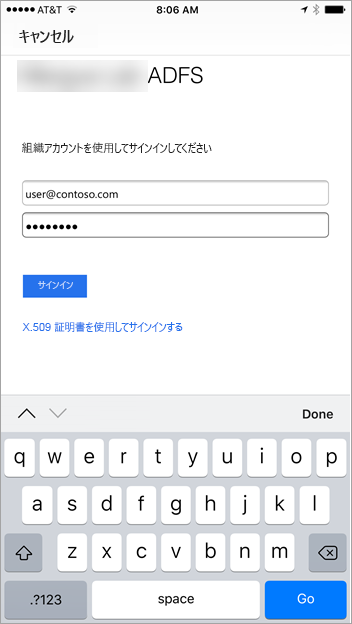 ●●●●● AT&T 8:06 AM
キャンセル
ADFS
組織アカウントを使用してサインインしてください
user@contoso.com
●●●●●●●●
サインイン
X.509 証明書を使用してサインインする
Done
q w e r t y u i o p
a s d f g h j k l
z x c v b n m
.?123 space Go